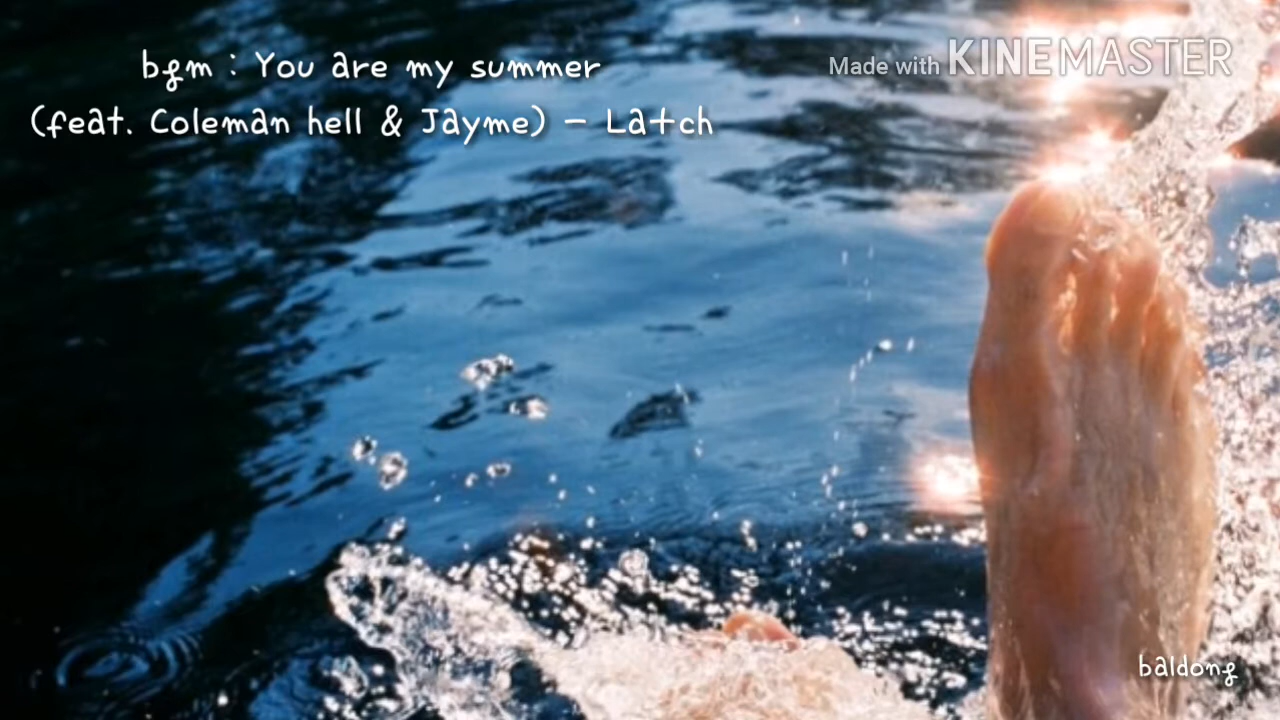 bgm : You are my summer
(feat. Coleman hell & Jayme) - Latch
Made with KINEMASTER
baldong